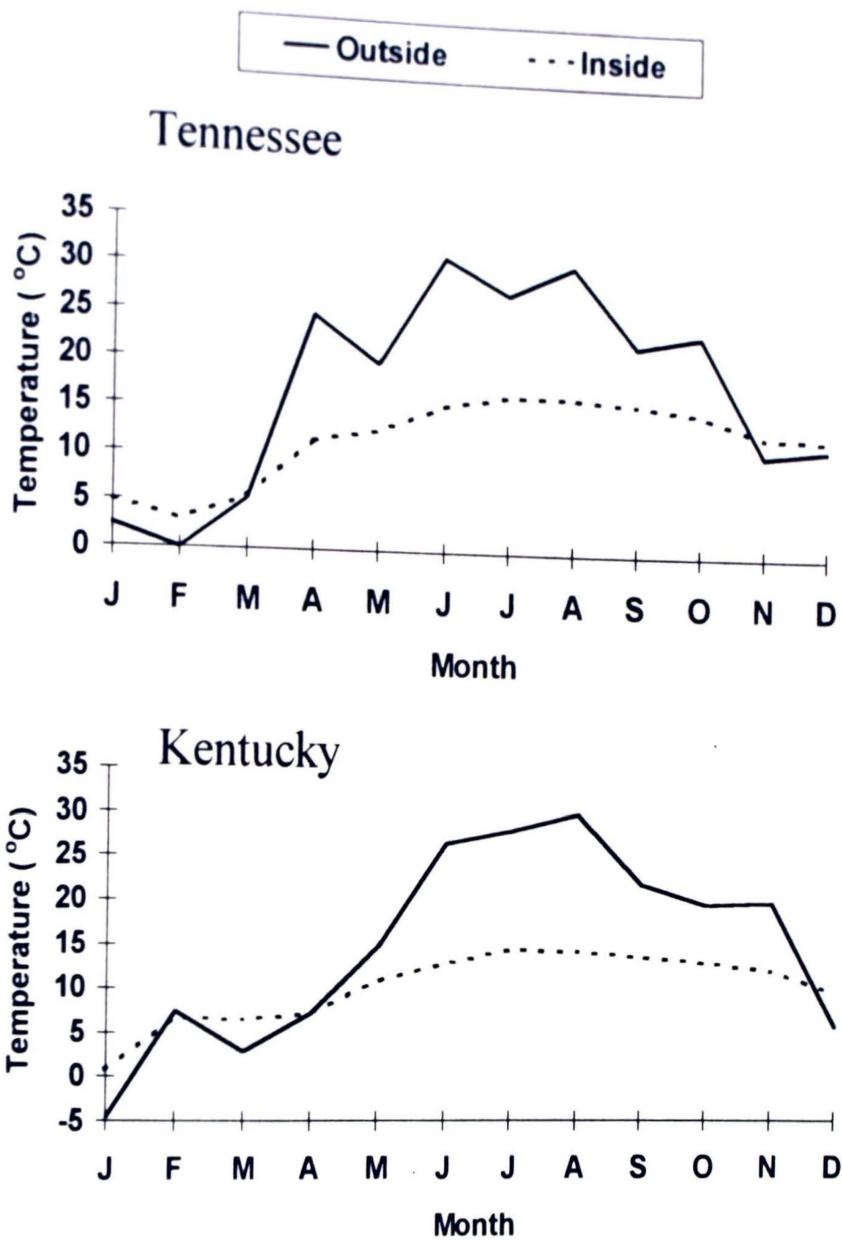 Outside Inside
Tennessee
35
30
25
20
15
10
5
0
Temperature ( °C)
J F M A M J J A S O N D
Month
Kentucky
35
30
25
20
15
10
5
0
-5
Temperature ( °C)
J F M A M J J A S O N D
Month